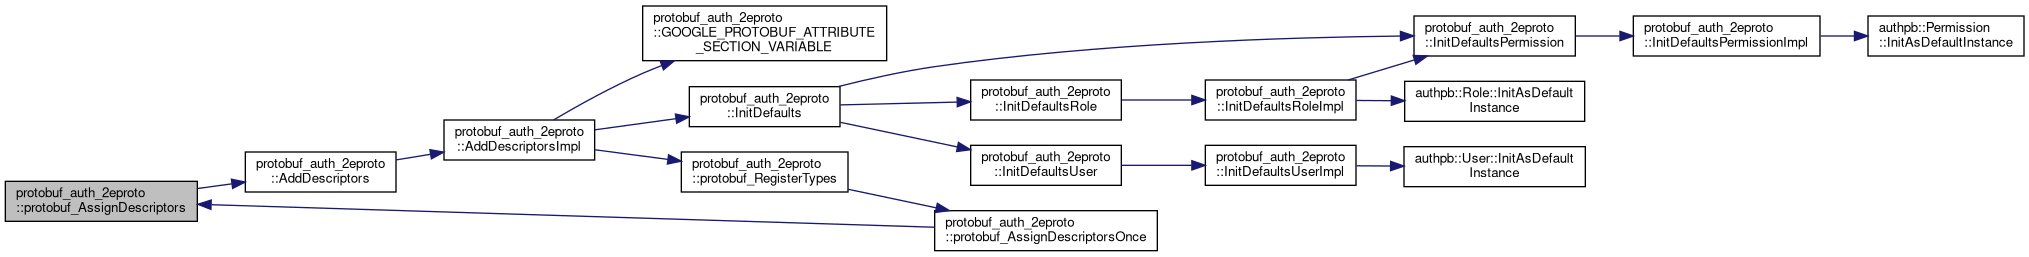 protobuf_auth_2eproto
::protobuf_AssignDescriptors
protobuf_auth_2eproto
::AddDescriptors
protobuf_auth_2eproto
::AddDescriptorsImpl
protobuf_auth_2eproto
::GOOGLE_PROTOBUF_ATTRIBUTE
_SECTION_VARIABLE
protobuf_auth_2eproto
::InitDefaults
protobuf_auth_2eproto
::protobuf_RegisterTypes
protobuf_auth_2eproto
::protobuf_AssignDescriptorsOnce
protobuf_auth_2eproto
::InitDefaultsRole
protobuf_auth_2eproto
::InitDefaultsUser
protobuf_auth_2eproto
::InitDefaultsRoleImpl
protobuf_auth_2eproto
::InitDefaultsUserImpl
protobuf_auth_2eproto
::InitDefaultsPermission
authpb::Role::InitAsDefault
Instance
authpb::User::InitAsDefault
Instance
protobuf_auth_2eproto
::InitDefaultsPermissionImpl
authpb::Permission
::InitAsDefaultInstance